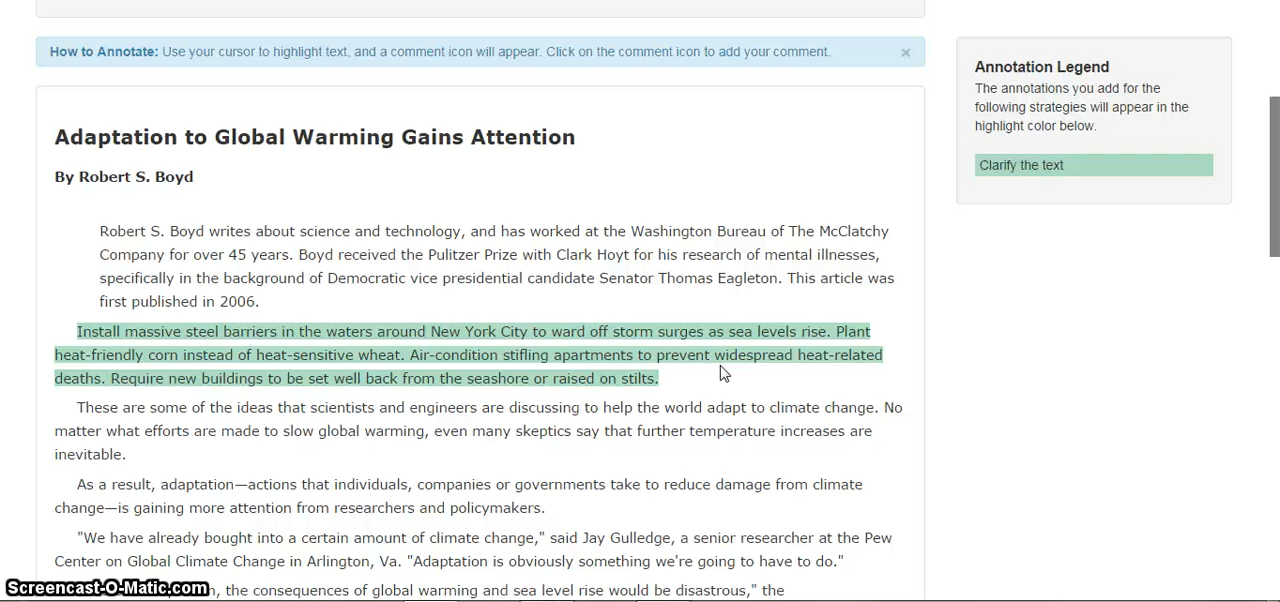 How to Annotate: Use your cursor to highlight text, and a comment icon will appear. Click on the comment icon to add your comment. ×
Adaptation to Global Warming Gains Attention
By Robert S. Boyd
Robert S. Boyd writes about science and technology, and has worked at the Washington Bureau of The McClatchy
Company for over 45 years. Boyd received the Pulitzer Prize with Clark Hoyt for his research of mental illnesses,
specifically in the background of Democratic vice presidential candidate Senator Thomas Eagleton. This article was
first published in 2006.
Install massive steel barriers in the waters around New York City to ward off storm surges as sea levels rise. Plant
heat-friendly corn instead of heat-sensitive wheat. Air-condition stifling apartments to prevent widespread heat-related
deaths. Require new buildings to be set well back from the seashore or raised on stilts.
These are some of the ideas that scientists and engineers are discussing to help the world adapt to climate change. No
matter what efforts are made to slow global warming, even many skeptics say that further temperature increases are
inevitable.
As a result, adaptation—actions that individuals, companies or governments take to reduce damage from climate
change—is gaining more attention from researchers and policymakers.
"We have already bought into a certain amount of climate change," said Jay Gulledge, a senior researcher at the Pew
Center on Global Climate Change in Arlington, Va. "Adaptation is obviously something we're going to have to do."
the consequences of global warming and sea level rise would be disastrous," the
Annotation Legend
The annotations you add for the
following strategies will appear in the
highlight color below.
Clarify the text
Screencast-O-Matic.com